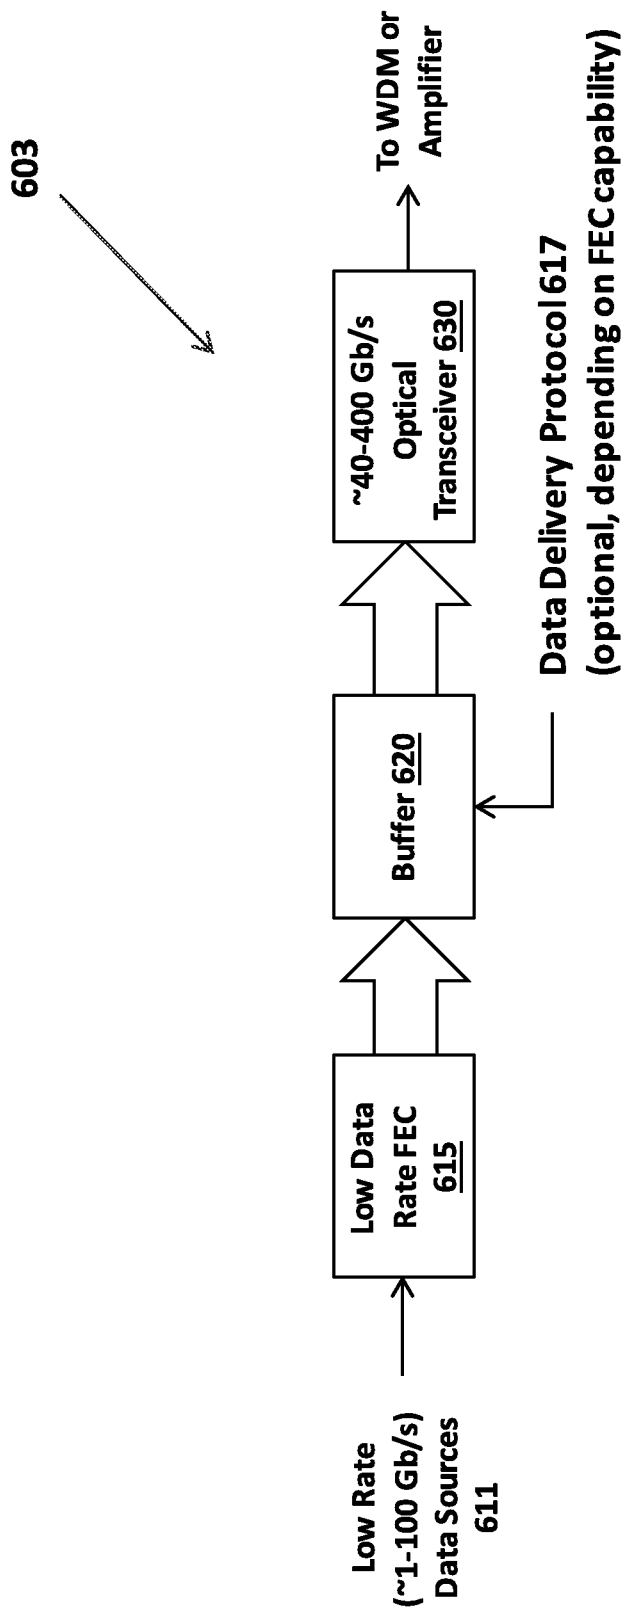 603
Low Rate
(~1-100 Gb/s)
Data Sources
611
Low Data
Rate FEC
615
Buffer 620
~40-400 Gb/s
Optical
Transceiver 630
To WDM or
Amplifier
Data Delivery Protocol 617
(optional, depending on FEC capability)